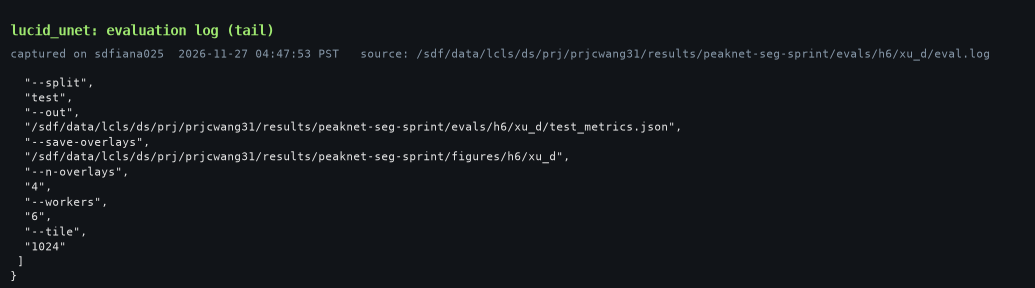 lucid_unet: evaluation log (tail)
captured on sdfiana025  2026-11-27 04:47:53 PST   source: /sdf/data/lcls/ds/prj/prjcwang31/results/peaknet-seg-sprint/evals/h6/xu_d/eval.log
"--split",
"test",
"--out",
"/sdf/data/lcls/ds/prj/prjcwang31/results/peaknet-seg-sprint/evals/h6/xu_d/test_metrics.json",
"--save-overlays",
"/sdf/data/lcls/ds/prj/prjcwang31/results/peaknet-seg-sprint/figures/h6/xu_d",
"--n-overlays",
"4",
"--workers",
"6",
"--tile",
"1024"
]
}